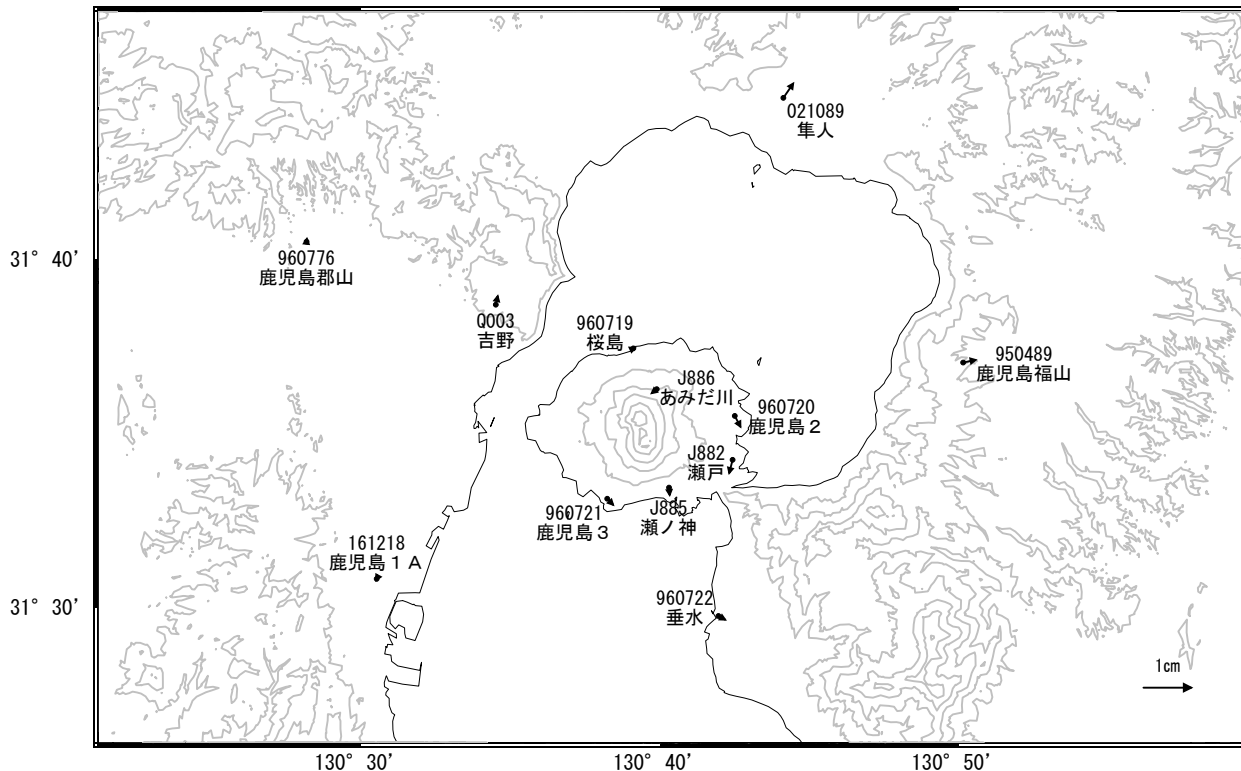 021089
隼人
31° 40'
960776
鹿児島郡山
0003
吉野
960719
桜島
950489
鹿児島福山
J886
あみだ川
960720
鹿児島2
J882
瀬戸
960721
鹿児島3
J885
瀬ノ神
161218
鹿児島1A
31° 30'
960722
垂水
1cm
130° 30'
130° 40'
130° 50'